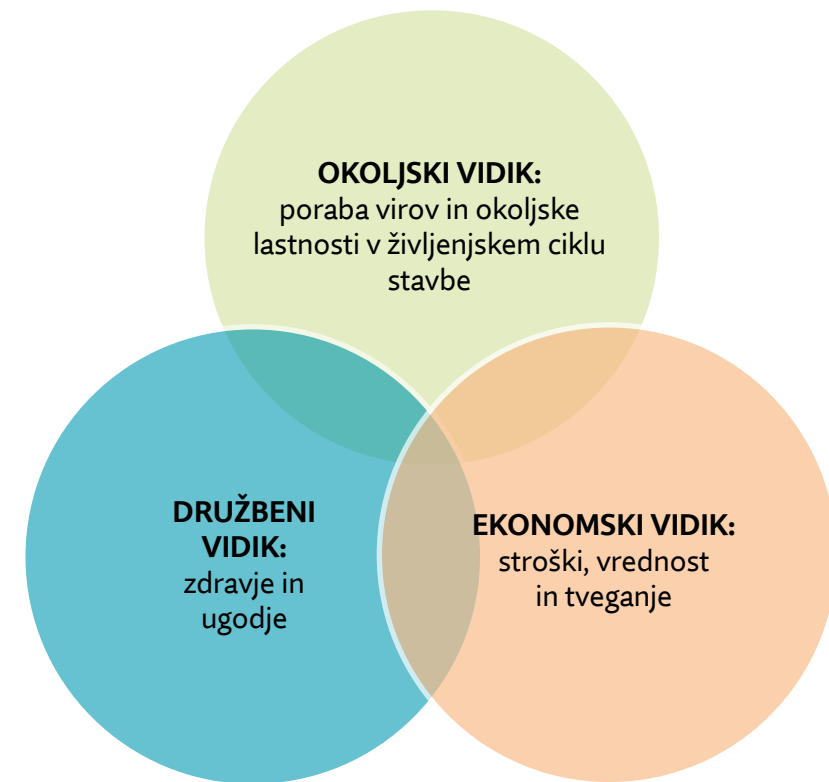 OKOLJSKI VIDIK:
poraba virov in okoljske
lastnosti v življenjskem ciklu
stavbe
DRUŽBENI
VIDIK:
zdravje in
ugodje
EKONOMSKI VIDIK:
stroški, vrednost
in tveganje